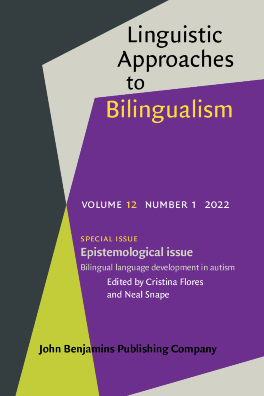 Linguistic
Approaches
to
Bilingualism
VOLUME 12 NUMBER 1 2022
SPECIAL ISSUE
Epistemological issue
Bilingual language development in autism
Edited by Cristina Flores
and Neal Snape
John Benjamins Publishing Company